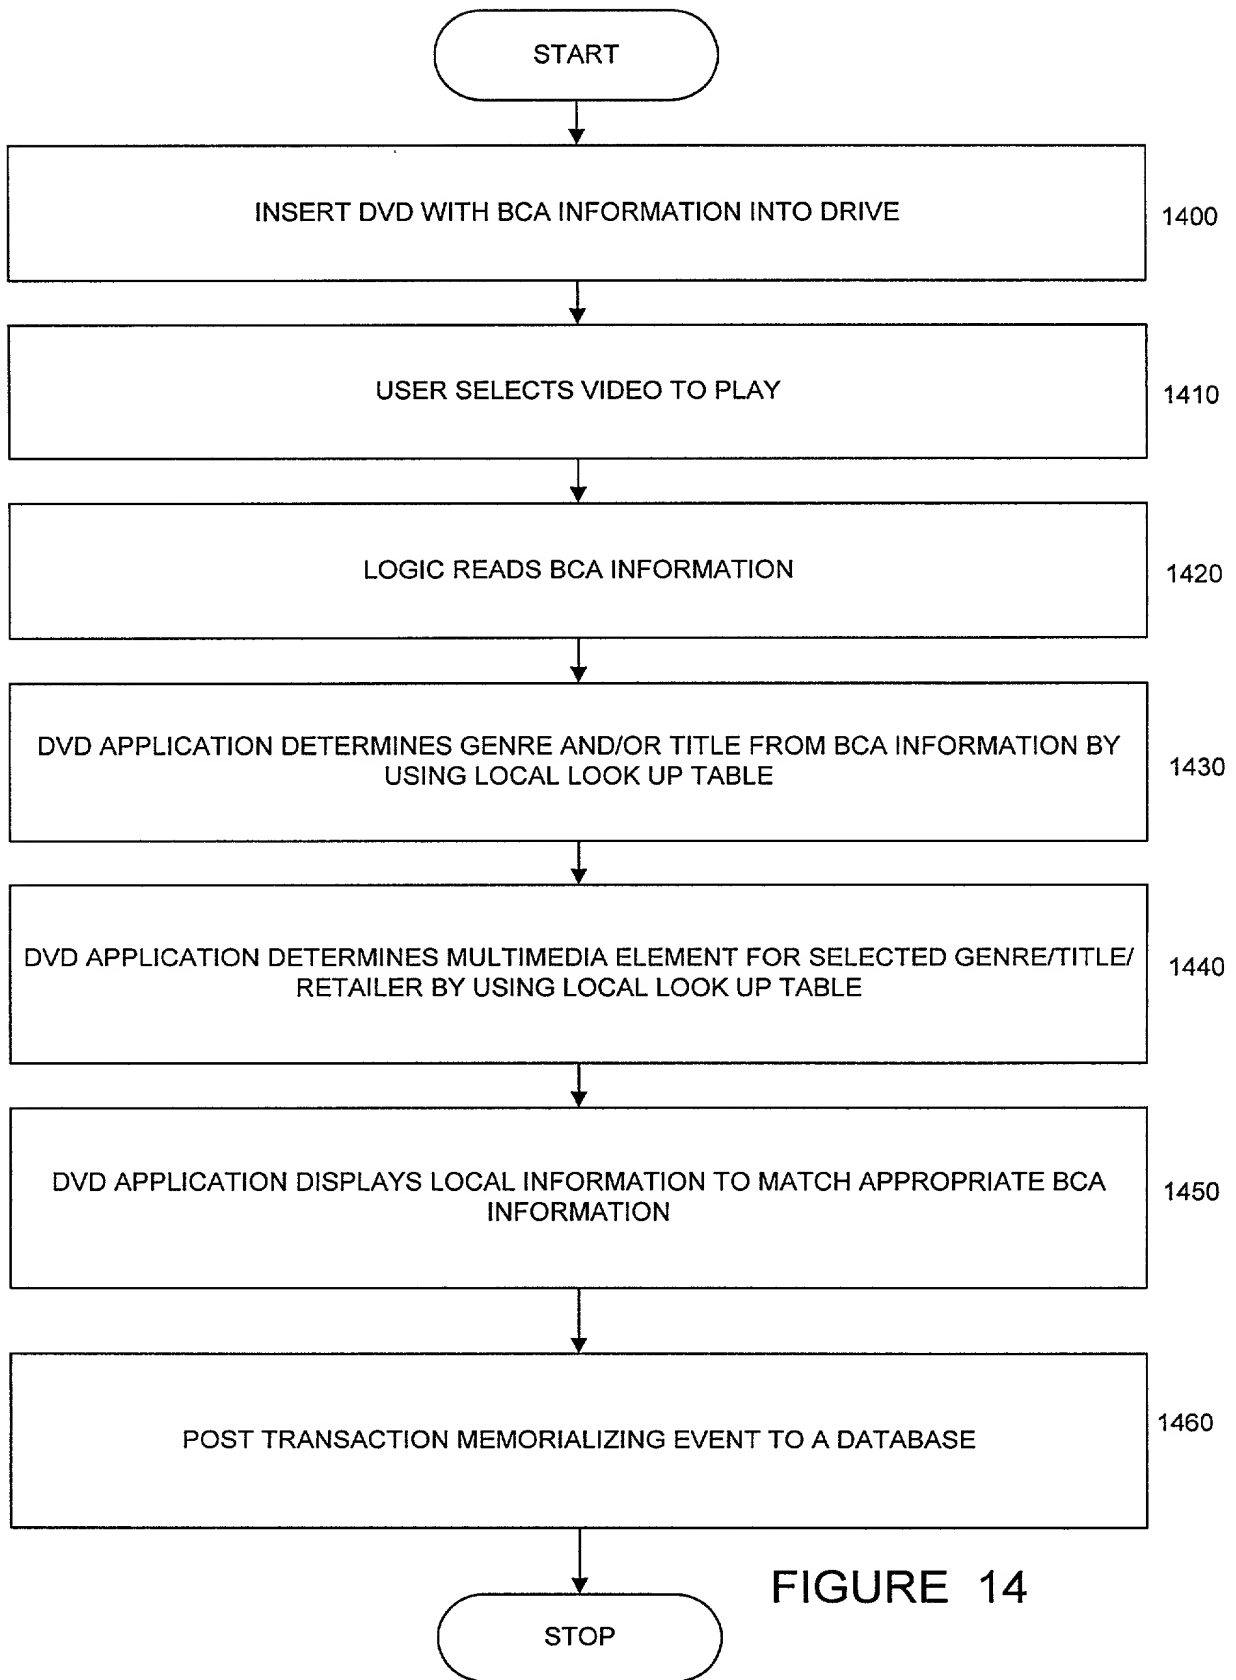 START
INSERT DVD WITH BCA INFORMATION INTO DRIVE
1400
USER SELECTS VIDEO TO PLAY
1410
LOGIC READS BCA INFORMATION
1420
DVD APPLICATION DETERMINES GENRE AND/OR TITLE FROM BCA INFORMATION BY
USING LOCAL LOOK UP TABLE
1430
DVD APPLICATION DETERMINES MULTIMEDIA ELEMENT FOR SELECTED GENRE/TITLE/
RETAILER BY USING LOCAL LOOK UP TABLE
1440
DVD APPLICATION DISPLAYS LOCAL INFORMATION TO MATCH APPROPRIATE BCA
INFORMATION
1450
POST TRANSACTION MEMORIALIZING EVENT TO A DATABASE
1460
FIGURE 14
STOP